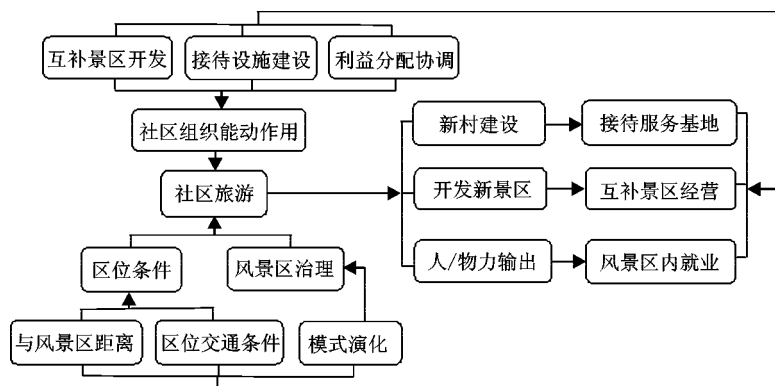 互补景区开发
接待设施建设
利益分配协调
社区组织能动作用
社区旅游
新村建设
接待服务基地
开发新景区
互补景区经营
人/物力输出
风景区内就业
区位条件
风景区治理
与风景区距离
区位交通条件
模式演化